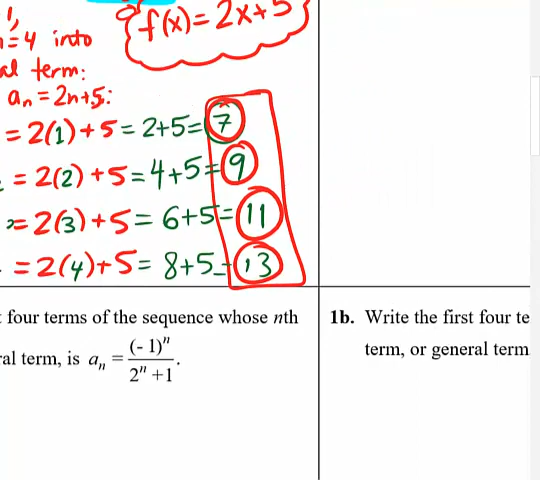 f(x) = 2x+5
n=4 into
al term:
aₙ = 2n+5:
= 2(1) + 5 = 2+5 = 7
= 2(2) + 5 = 4+5 = 9
= 2(3) + 5 = 6+5 = 11
= 2(4) + 5 = 8+5 = 13
four terms of the sequence whose nth
al term, is aₙ = (-1)ⁿ / 2ⁿ + 1 .
1b. Write the first four te
term, or general term